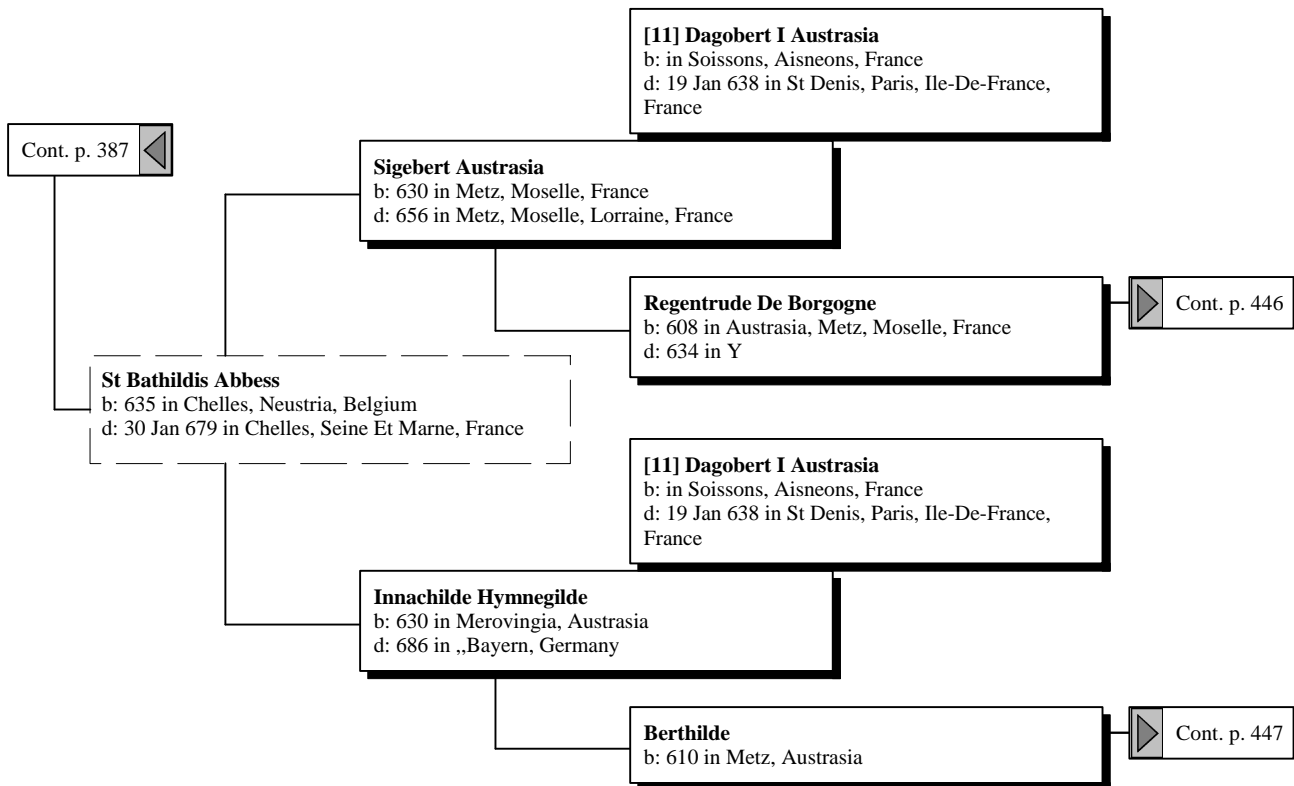 [11] Dagobert I Austrasia
b: in Soissons, Aisneons, France
d: 19 Jan 638 in St Denis, Paris, Ile-De-France,
France
Cont. p. 387
Sigebert Austrasia
b: 630 in Metz, Moselle, France
d: 656 in Metz, Moselle, Lorraine, France
Regentrude De Borgogne
b: 608 in Austrasia, Metz, Moselle, France
d: 634 in Y
Cont. p. 446
St Bathildis Abbess
b: 635 in Chelles, Neustria, Belgium
d: 30 Jan 679 in Chelles, Seine Et Marne, France
[11] Dagobert I Austrasia
b: in Soissons, Aisneons, France
d: 19 Jan 638 in St Denis, Paris, Ile-De-France,
France
Innachilde Hymnegilde
b: 630 in Merovingia, Austrasia
d: 686 in ,,Bayern, Germany
Berthilde
b: 610 in Metz, Austrasia
Cont. p. 447